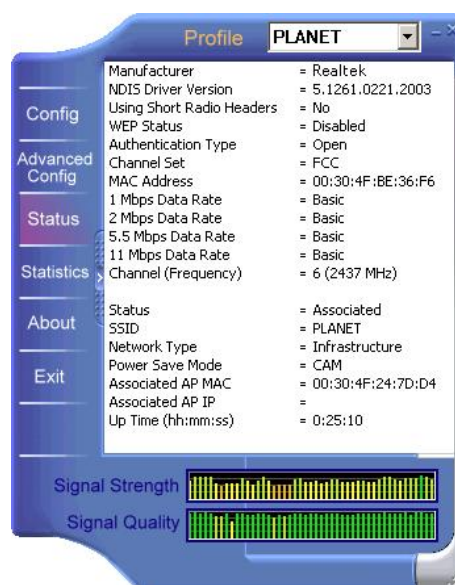 Profile PLANET
Config
Advanced
Config
Status
Statistics
About
Exit
Manufacturer = Realtek
NDIS Driver Version = 5.1261.0221.2003
Using Short Radio Headers = No
WEP Status = Disabled
Authentication Type = Open
Channel Set = FCC
MAC Address = 00:30:4F:BE:36:F6
1 Mbps Data Rate = Basic
2 Mbps Data Rate = Basic
5.5 Mbps Data Rate = Basic
11 Mbps Data Rate = Basic
Channel (Frequency) = 6 (2437 MHz)
Status = Associated
SSID = PLANET
Network Type = Infrastructure
Power Save Mode = CAM
Associated AP MAC = 00:30:4F:24:7D:D4
Associated AP IP =
Up Time (hh:mm:ss) = 0:25:10
Signal Strength
Signal Quality